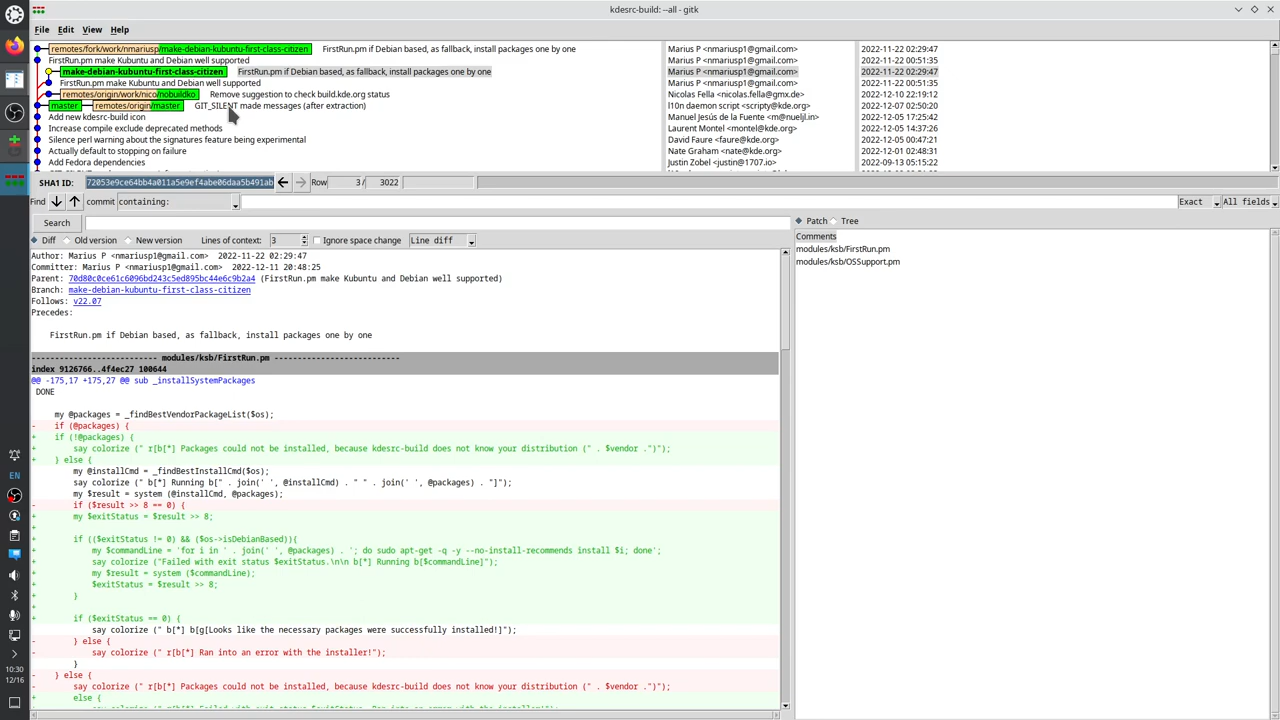 kdesrc-build: --all - gitk
File Edit View Help
remotes/fork/work/nmariusp/make-debian-kubuntu-first-class-citizen FirstRun.pm if Debian based, as fallback, install packages one by one Marius P <nmariusp1@gmail.com> 2022-11-22 02:29:47
FirstRun.pm make Kubuntu and Debian well supported Marius P <nmariusp1@gmail.com> 2022-11-22 00:51:35
make-debian-kubuntu-first-class-citizen FirstRun.pm if Debian based, as fallback, install packages one by one Marius P <nmariusp1@gmail.com> 2022-11-22 02:29:47
FirstRun.pm make Kubuntu and Debian well supported Marius P <nmariusp1@gmail.com> 2022-11-22 00:51:35
remotes/origin/work/nico/nobuildko Remove suggestion to check build.kde.org status Nicolas Fella <nicolas.fella@gmx.de> 2022-12-10 22:19:12
master remotes/origin/master GIT_SILENT made messages (after extraction) l10n daemon script <scripty@kde.org> 2022-12-07 02:50:20
Add new kdesrc-build icon Manuel Jesús de la Fuente <m@nueljl.in> 2022-12-05 17:25:42
Increase compile exclude deprecated methods Laurent Montel <montel@kde.org> 2022-12-05 14:37:26
Silence perl warning about the signatures feature being experimental David Faure <faure@kde.org> 2022-12-05 00:47:21
Actually default to stopping on failure Nate Graham <nate@kde.org> 2022-12-01 02:48:31
Add Fedora dependencies Justin Zobel <justin@1707.io> 2022-09-13 05:15:22
SHA1 ID: 72053e9ce64bb4a011a5e9ef4abe06daa5b491ab Row 3 / 3022
Find commit containing: Exact All fields
Search
Diff Old version New version Lines of context: 3 Ignore space change Line diff
Patch Tree
Comments
modules/ksb/FirstRun.pm
modules/ksb/OSSupport.pm
Author: Marius P <nmariusp1@gmail.com> 2022-11-22 02:29:47
Committer: Marius P <nmariusp1@gmail.com> 2022-12-11 20:48:25
Parent: 70d80c0ce61c6096bd243c5ed895bc44e6c9b2a4 (FirstRun.pm make Kubuntu and Debian well supported)
Branch: make-debian-kubuntu-first-class-citizen
Follows: v22.07
Precedes:
FirstRun.pm if Debian based, as fallback, install packages one by one
--------------------------- modules/ksb/FirstRun.pm ---------------------------
index 9126766..4f4ec27 100644
@@ -175,17 +175,27 @@ sub _installSystemPackages
DONE
my @packages = _findBestVendorPackageList($os);
- if (@packages) {
+ if (!@packages) {
+ say colorize (" r[b[*] Packages could not be installed, because kdesrc-build does not know your distribution (" . $vendor .")");
+ } else {
my @installCmd = _findBestInstallCmd($os);
say colorize (" b[*] Running b[" . join(' ', @installCmd) . " " . join(' ', @packages) . "]");
my $result = system (@installCmd, @packages);
- if ($result >> 8 == 0) {
+ my $exitStatus = $result >> 8;
+
+ if (($exitStatus != 0) && ($os->isDebianBased)){
+ my $commandLine = 'for i in ' . join(' ', @packages) . '; do sudo apt-get -q -y --no-install-recommends install $i; done';
+ say colorize ("Failed with exit status $exitStatus.\n\n b[*] Running b[$commandLine]");
+ my $result = system ($commandLine);
+ $exitStatus = $result >> 8;
+ }
+
+ if ($exitStatus == 0) {
say colorize (" b[*] b[g[Looks like the necessary packages were successfully installed!]");
- } else {
- say colorize (" r[b[*] Ran into an error with the installer!");
}
- } else {
- say colorize (" r[b[*] Packages could not be installed, because kdesrc-build does not know your distribution (" . $vendor .")");
+ else {
EN
10:30
12/16